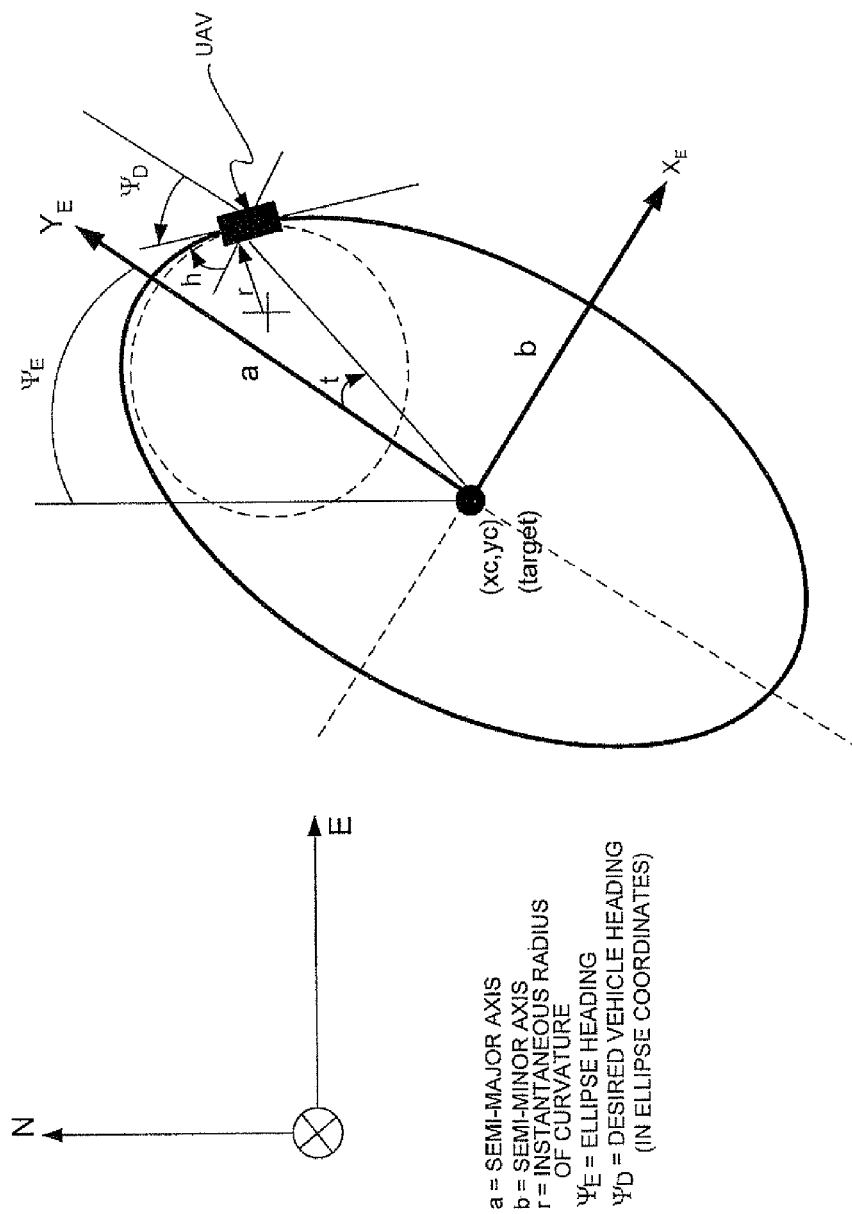 N
E
Ψ_E
Y_E
Ψ_D
UAV
h
r
a
t
b
X_E
(xc,yc)
(target)
a = SEMI-MAJOR AXIS
b = SEMI-MINOR AXIS
r = INSTANTANEOUS RADIUS
OF CURVATURE
Ψ_E = ELLIPSE HEADING
Ψ_D = DESIRED VEHICLE HEADING
(IN ELLIPSE COORDINATES)